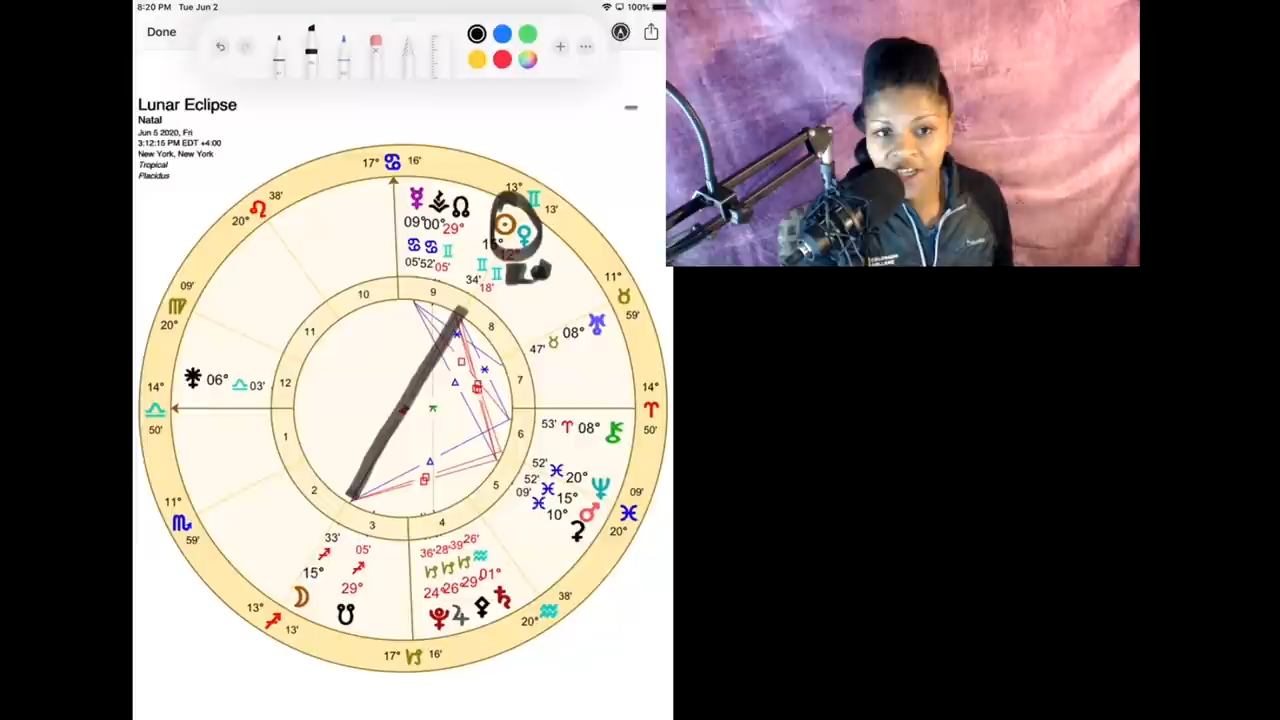 8:20 PM Tue Jun 2
100%
Done
Lunar Eclipse
Natal
Jun 5 2020, Fri
3:12:15 PM EDT +4:00
New York, New York
Tropical
Placidus
17° ♋ 16'
13° ♊ 13'
20° ♌ 38'
☿ ☊ ☉ ♀
09° 00° 29°
15° 12°
♋ ♋ ♊
♊ ♊
05' 52' 05'
34' 18'
11° ♉ 59'
09' ♍ 20°
10 9
11 8
47' ♉ 08° ♅
06° ♎ 03'
12 7
14° ♎ 50'
14° ♈ 50'
1 6
53' ♈ 08°
52' ♓ 20° ♆
52' ♓ 15° ♂
09' ♓ 10° ⚳
2 5
3 4
09' ♓ 20°
11° ♏ 59'
33' 05'
♐ ♐
15° 29°
☽ ☋
36' 28' 39' 26'
♑ ♑ ♑ ♒
24° 26° 29° 01°
♃ ⚴ ♄
13° ♐ 13'
20° ♒ 38'
17° ♑ 16'
COLORADO
COLLEGE